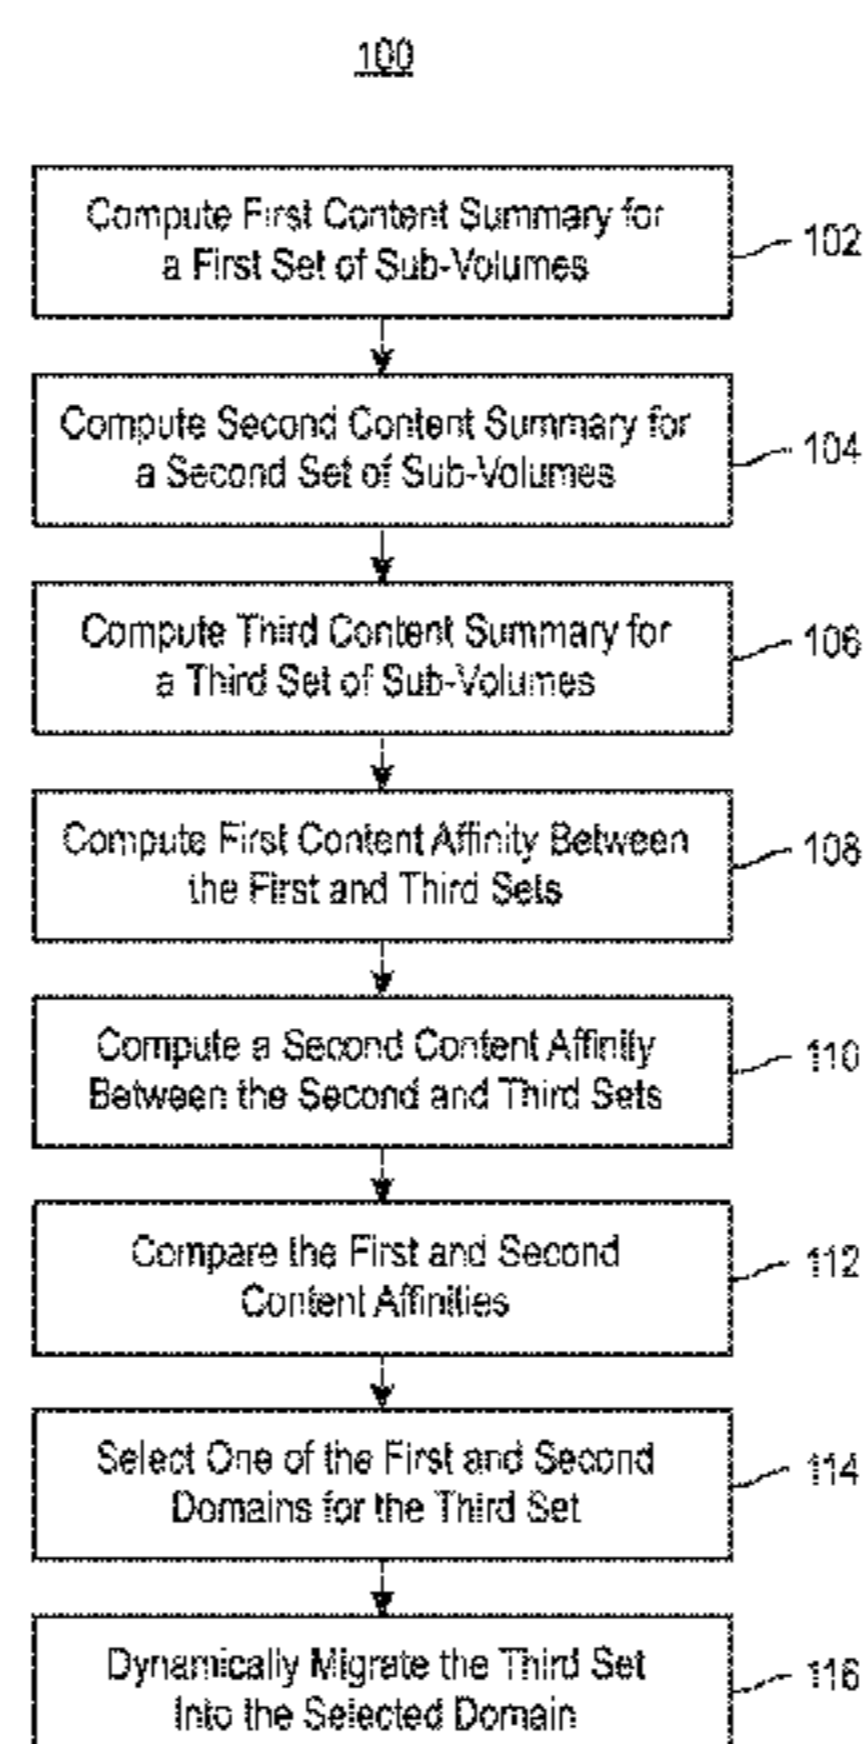 100
Compute First Content Summary for
a First Set of Sub-Volumes
102
Compute Second Content Summary for
a Second Set of Sub-Volumes
104
Compute Third Content Summary for
a Third Set of Sub-Volumes
106
Compute First Content Affinity Between
the First and Third Sets
108
Compute a Second Content Affinity
Between the Second and Third Sets
110
Compare the First and Second
Content Affinities
112
Select One of the First and Second
Domains for the Third Set
114
Dynamically Migrate the Third Set
Into the Selected Domain
116